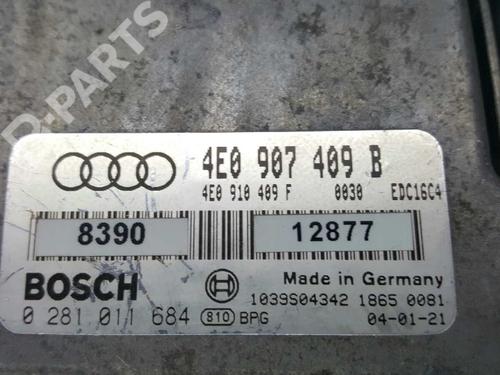 B-PARTS
4E0 907 409 B
4E0 910 409 F 0030 EDC16C4
8390 12877
BOSCH Made in Germany
1039S04342 1865 0081
0 281 011 684 810 BPG 04-01-21